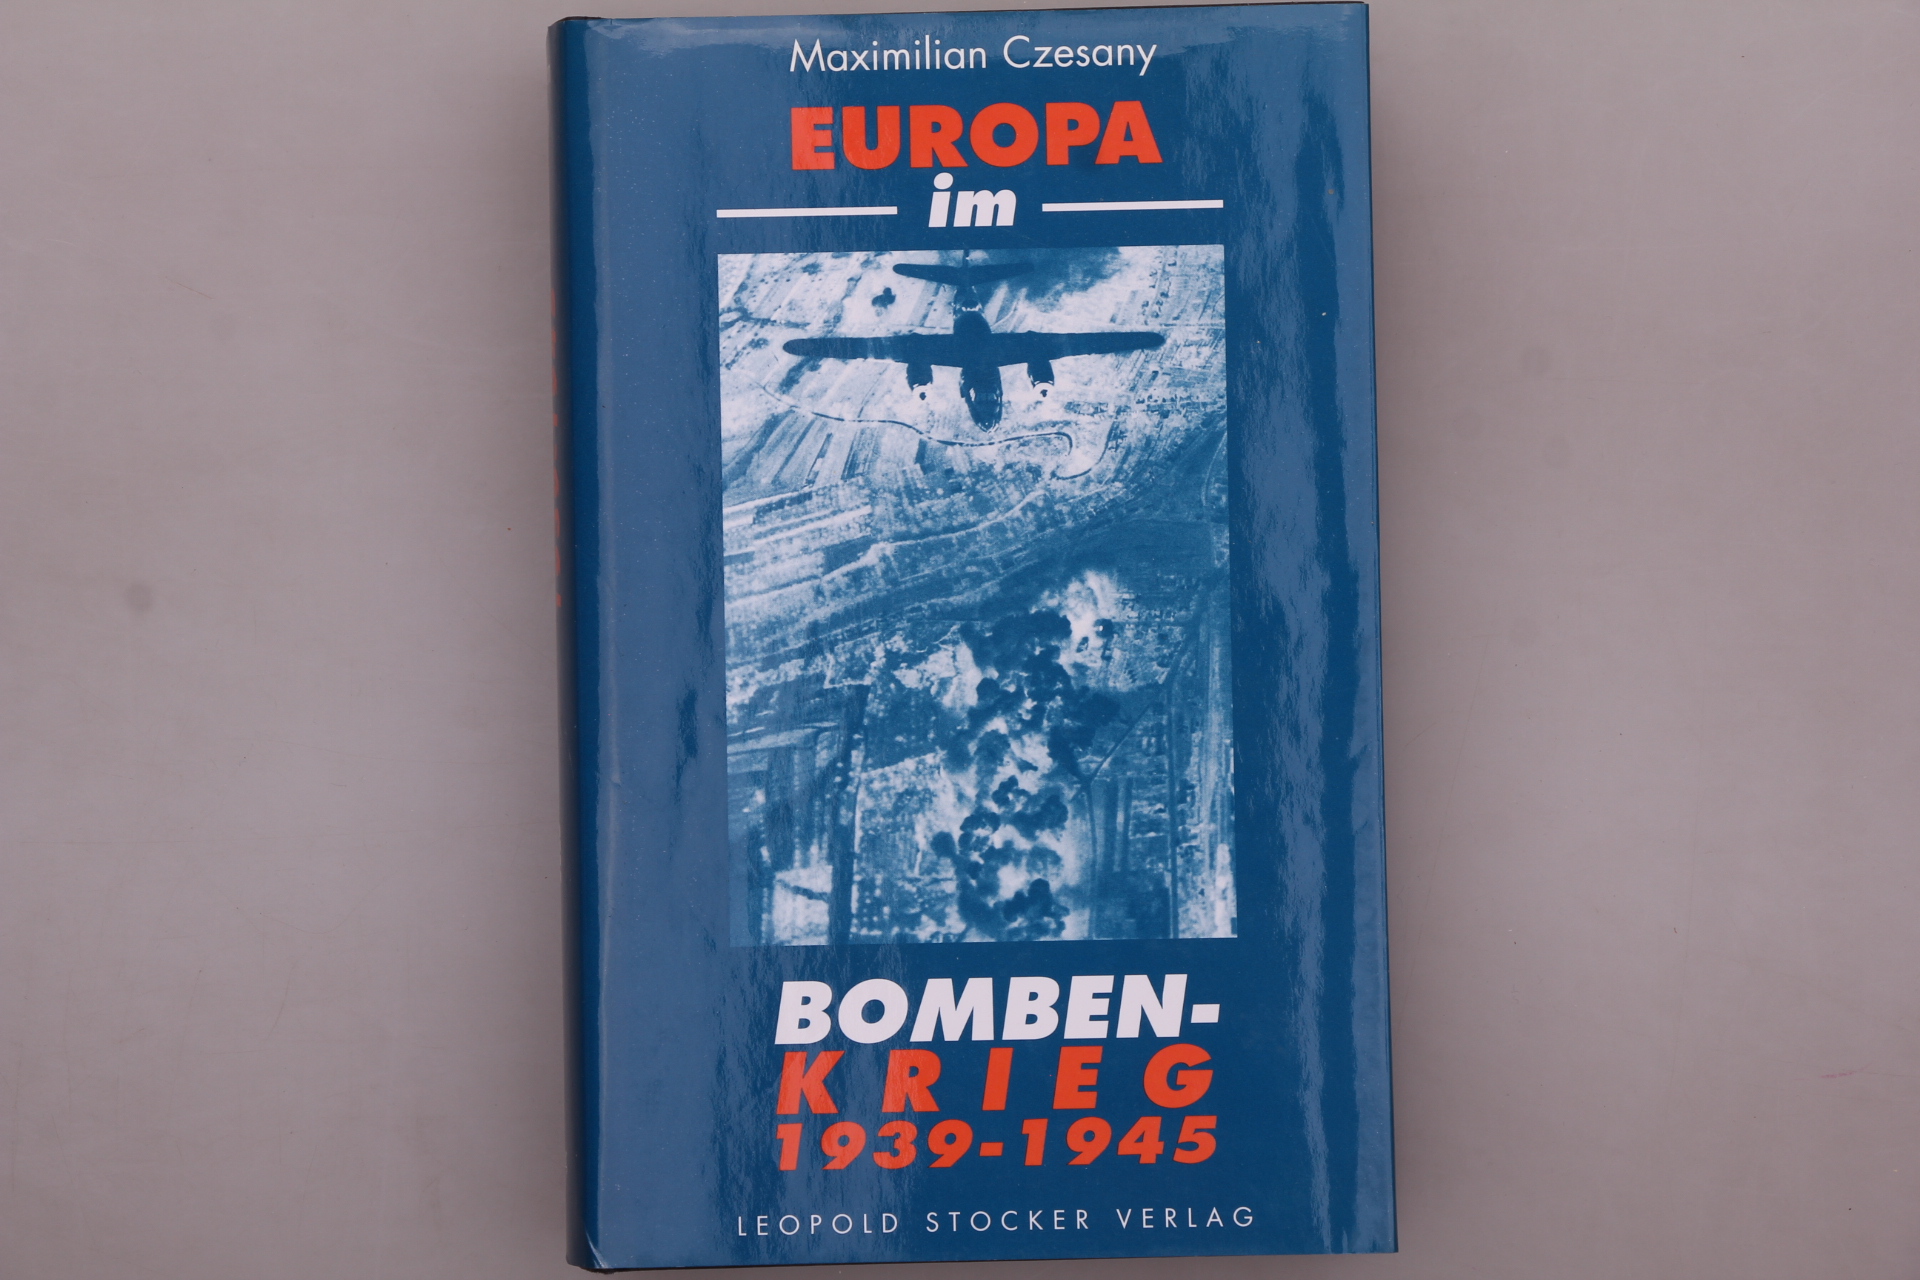 Maximilian Czesany
EUROPA
im
BOMBEN-
KRIEG
1939-1945
LEOPOLD STOCKER VERLAG